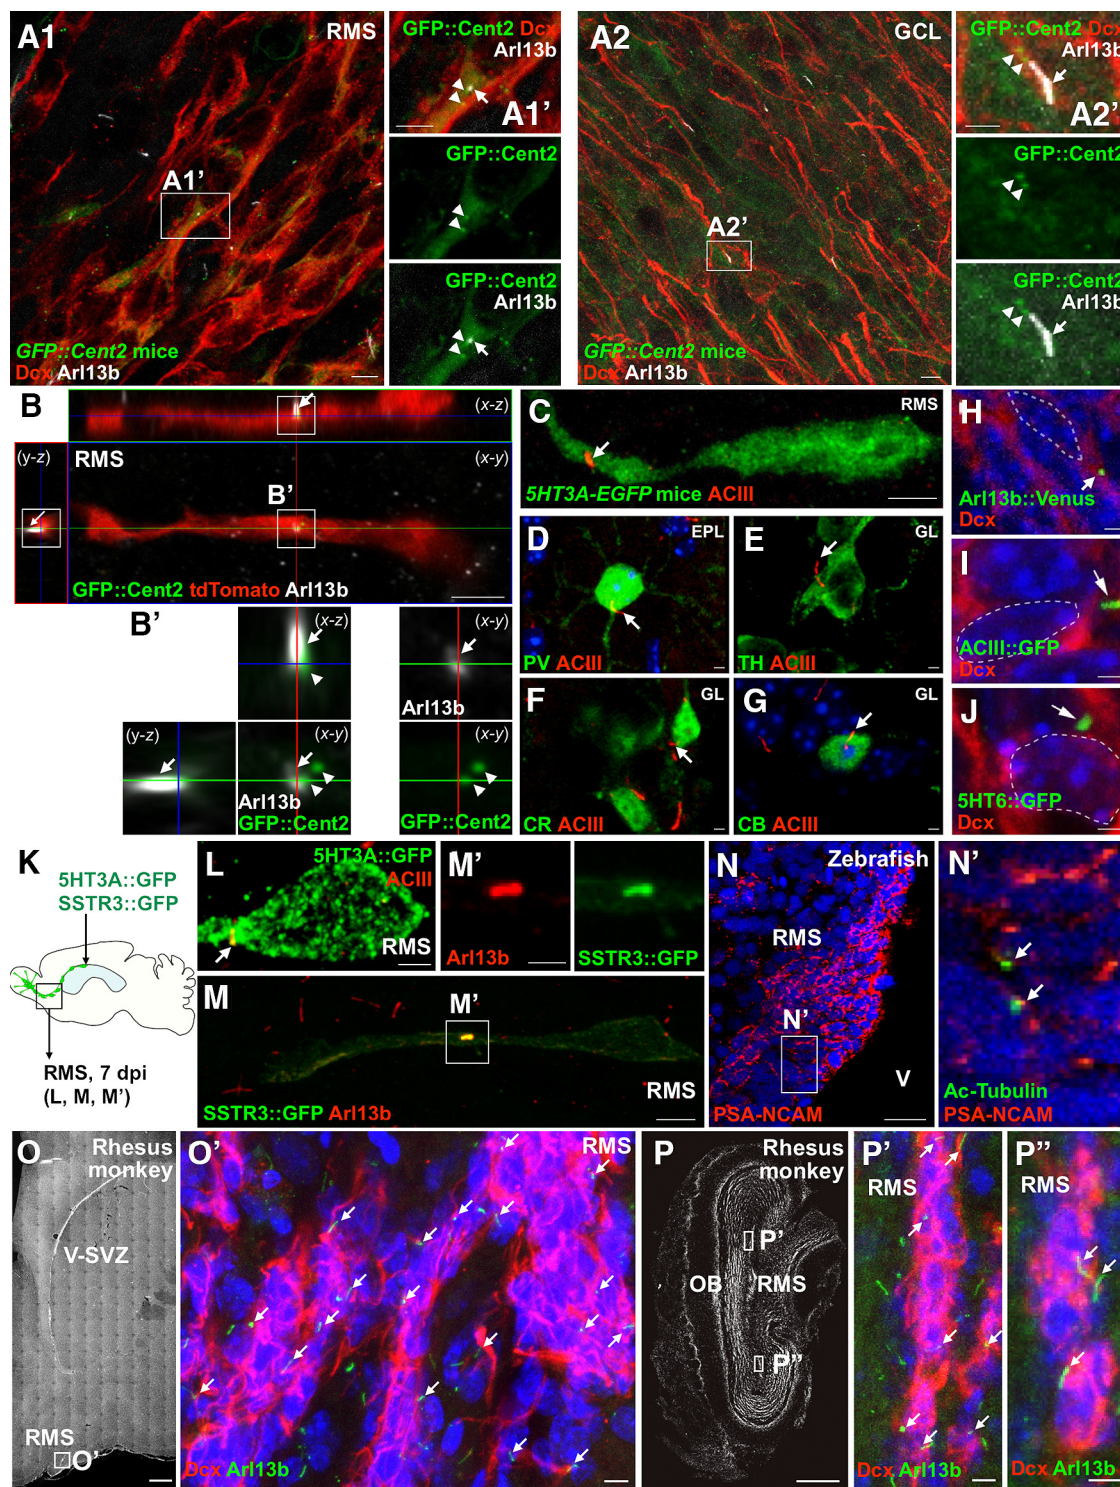 A1
RMS
GFP::Cent2 Dcx
Arl13b
A1’
A1’
GFP::Cent2
GFP::Cent2
Arl13b
GFP::Cent2 mice
Dcx Arl13b
A2
GCL
GFP::Cent2 Dcx
Arl13b
A2’
A2’
GFP::Cent2
GFP::Cent2
Arl13b
GFP::Cent2 mice
Dcx Arl13b
B
(x-z)
(y-z)
RMS
(x-y)
B’
GFP::Cent2 tdTomato Arl13b
B’
(x-z)
(x-y)
Arl13b
(y-z)
(x-y)
(x-y)
Arl13b
GFP::Cent2
GFP::Cent2
C
RMS
5HT3A-EGFP mice ACIII
D
EPL
PV ACIII
E
GL
TH ACIII
F
GL
CR ACIII
G
GL
CB ACIII
H
Arl13b::Venus
Dcx
I
ACIII::GFP
Dcx
J
5HT6::GFP
Dcx
K
5HT3A::GFP
SSTR3::GFP
RMS, 7 dpi
(L, M, M’)
L
5HT3A::GFP
ACIII
RMS
M’
Arl13b
SSTR3::GFP
M
M’
RMS
SSTR3::GFP Arl13b
N
Zebrafish
RMS
N’
V
PSA-NCAM
N’
Ac-Tubulin
PSA-NCAM
O
Rhesus
monkey
V-SVZ
RMS
O’
O’
RMS
Dcx Arl13b
P
Rhesus
monkey
P’
OB
RMS
P’’
P’
RMS
Dcx Arl13b
P’’
RMS
Dcx Arl13b